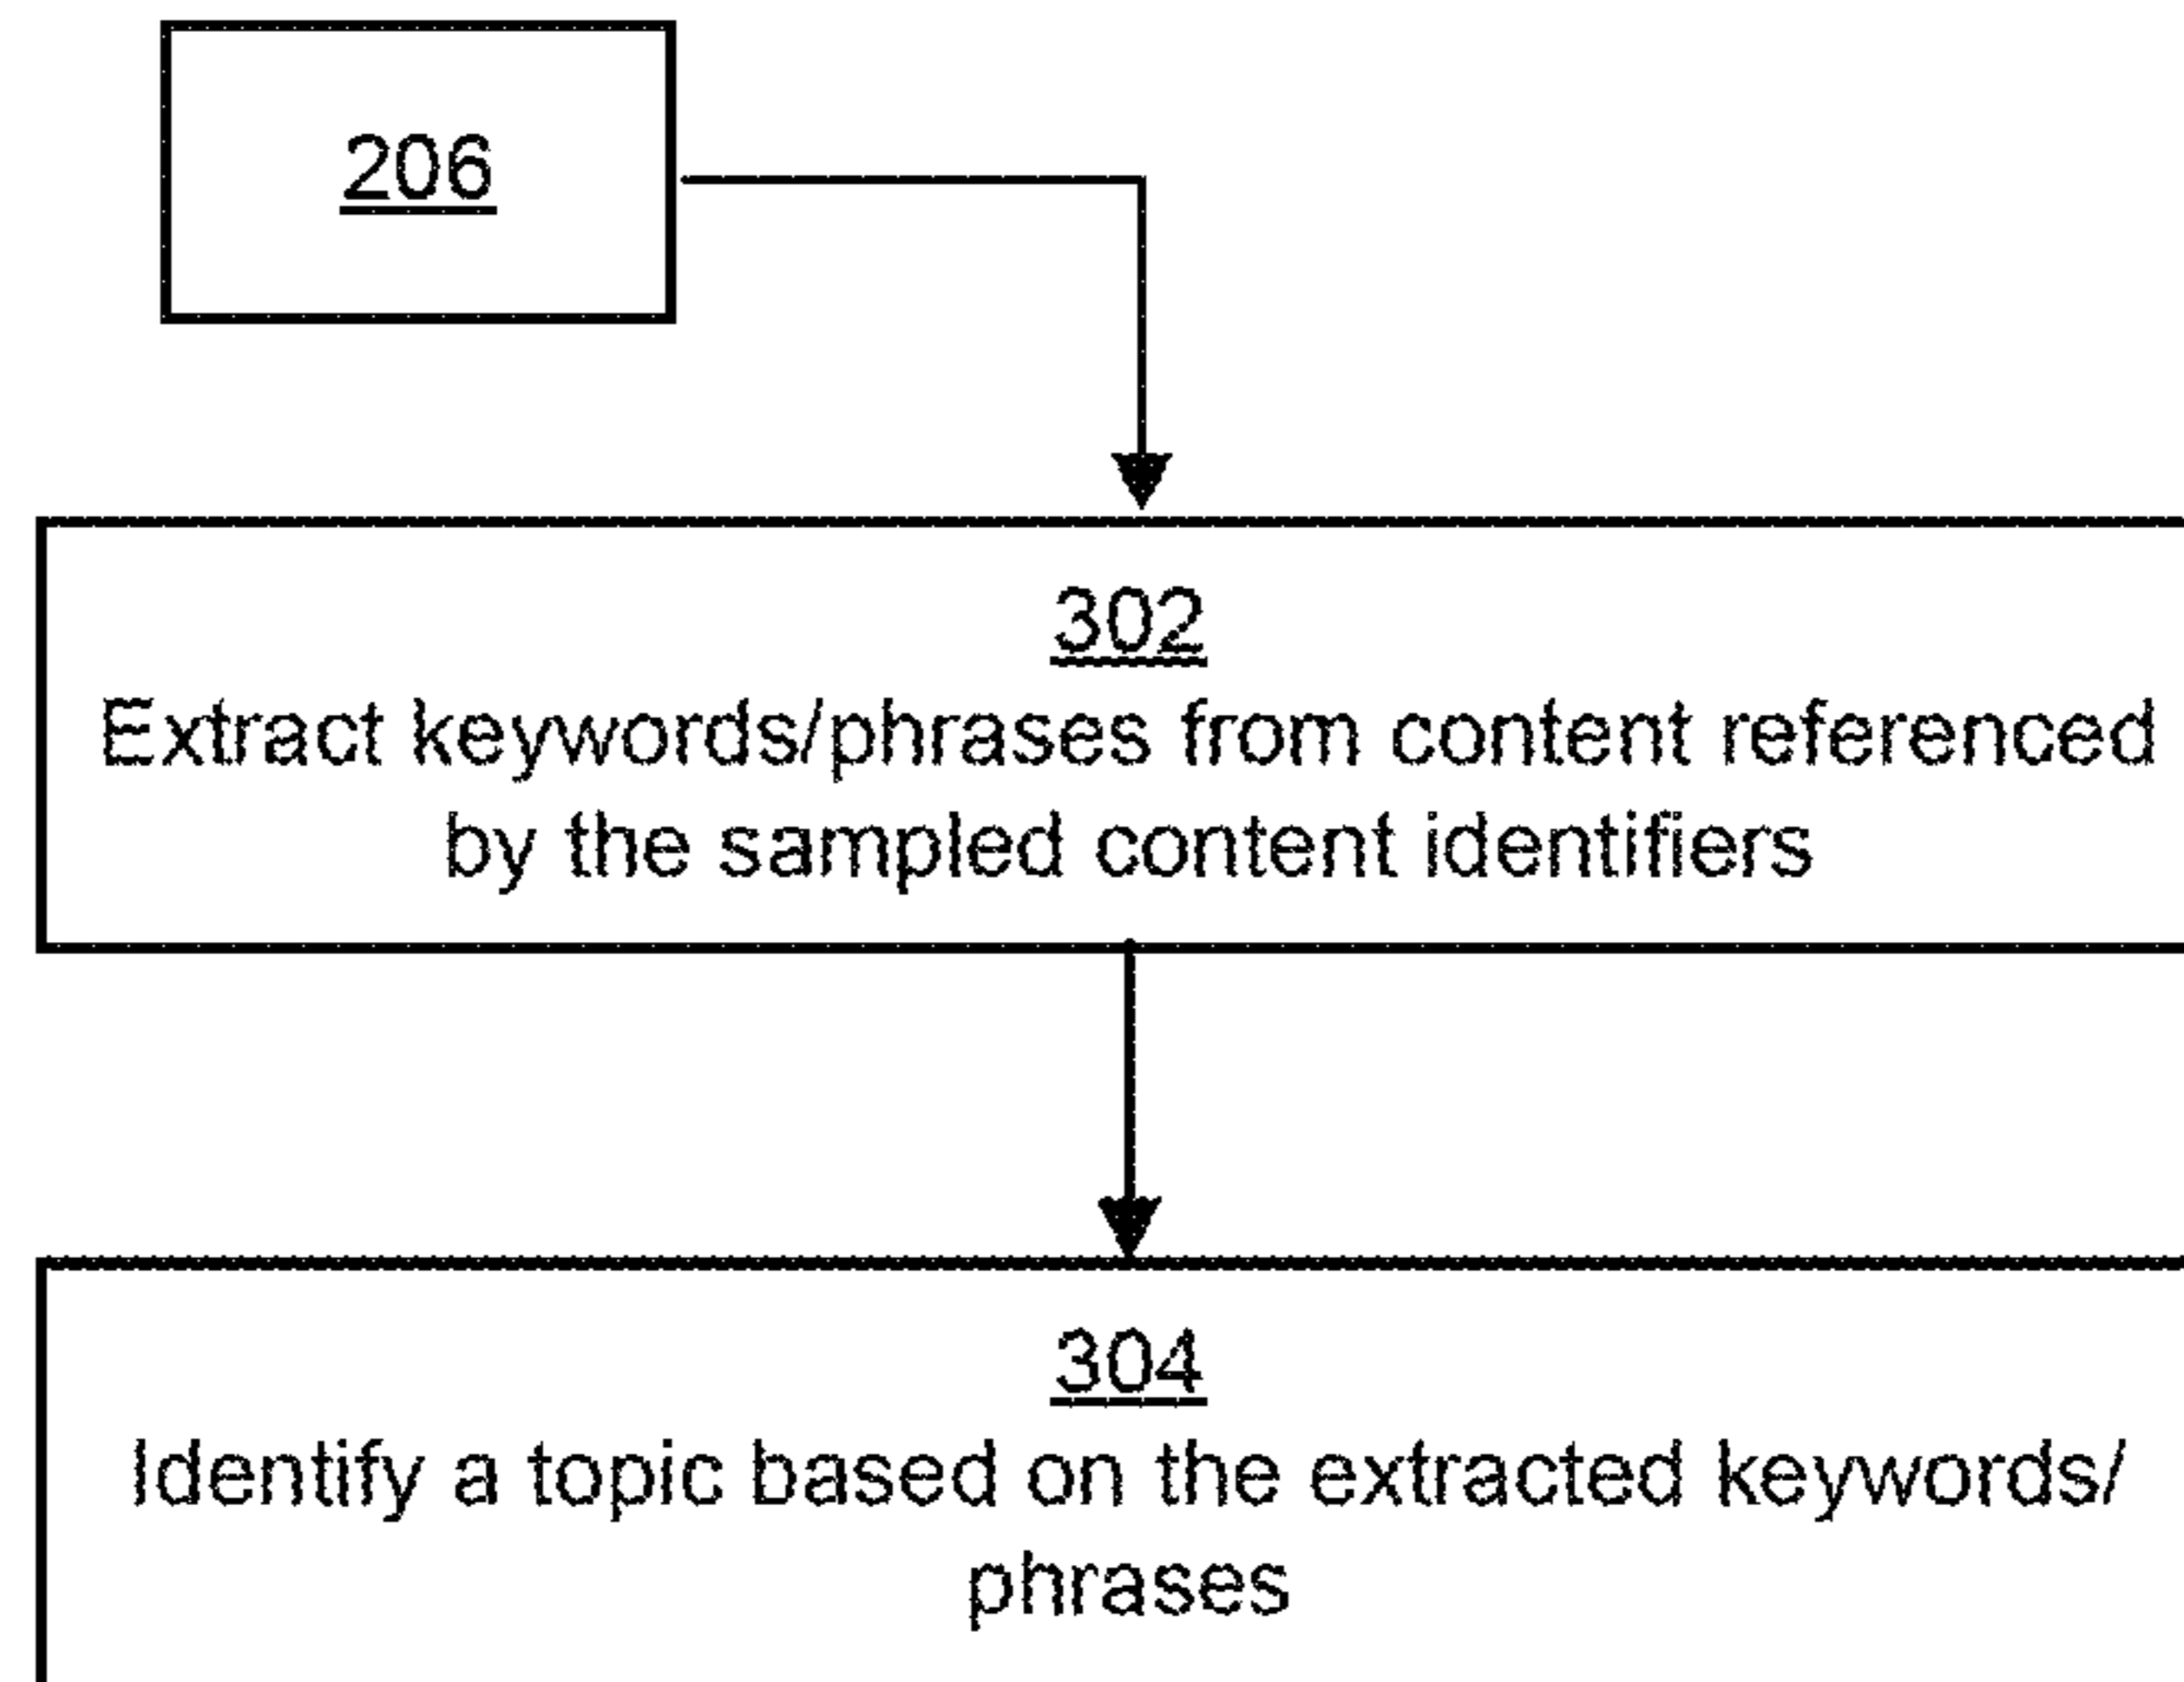 206
302
Extract keywords/phrases from content referenced
by the sampled content identifiers
304
Identify a topic based on the extracted keywords/
phrases